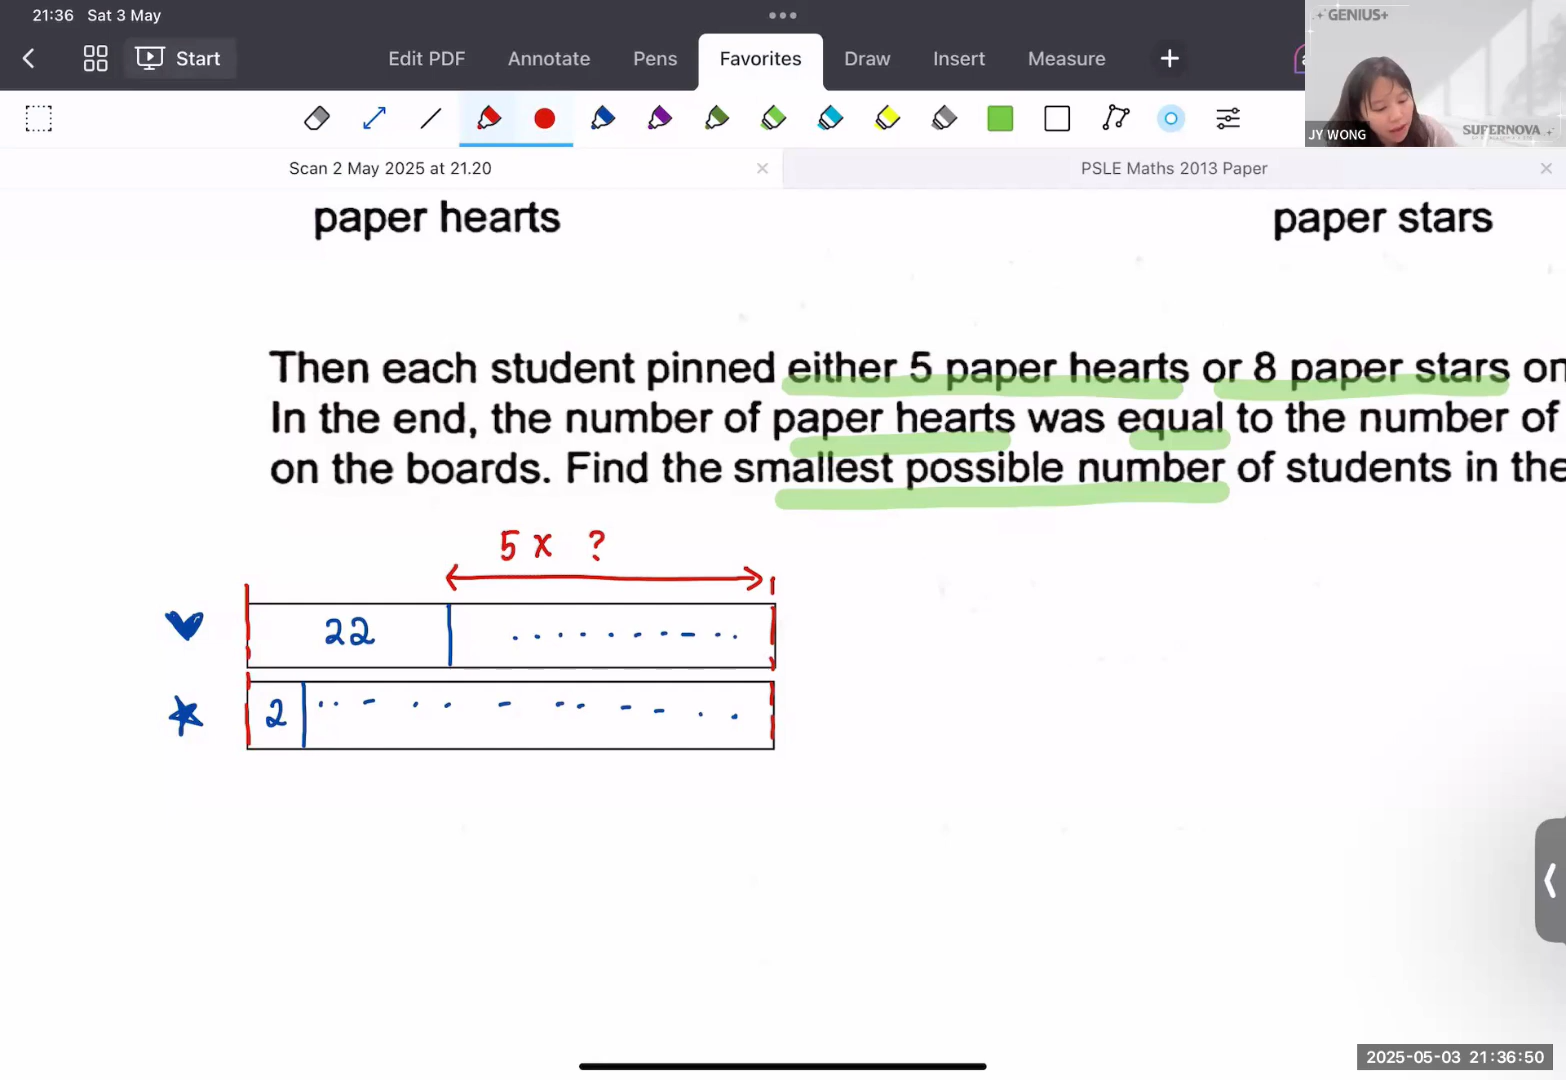 21:36 Sat 3 May
GENIUS+
Start
Edit PDF Annotate Pens Favorites Draw Insert Measure
JY WONG
SUPERNOVA
Scan 2 May 2025 at 21.20
PSLE Maths 2013 Paper
paper hearts paper stars
Then each student pinned either 5 paper hearts or 8 paper stars on
In the end, the number of paper hearts was equal to the number of
on the boards. Find the smallest possible number of students in the
5 x ?
22
2
2025-05-03 21:36:50